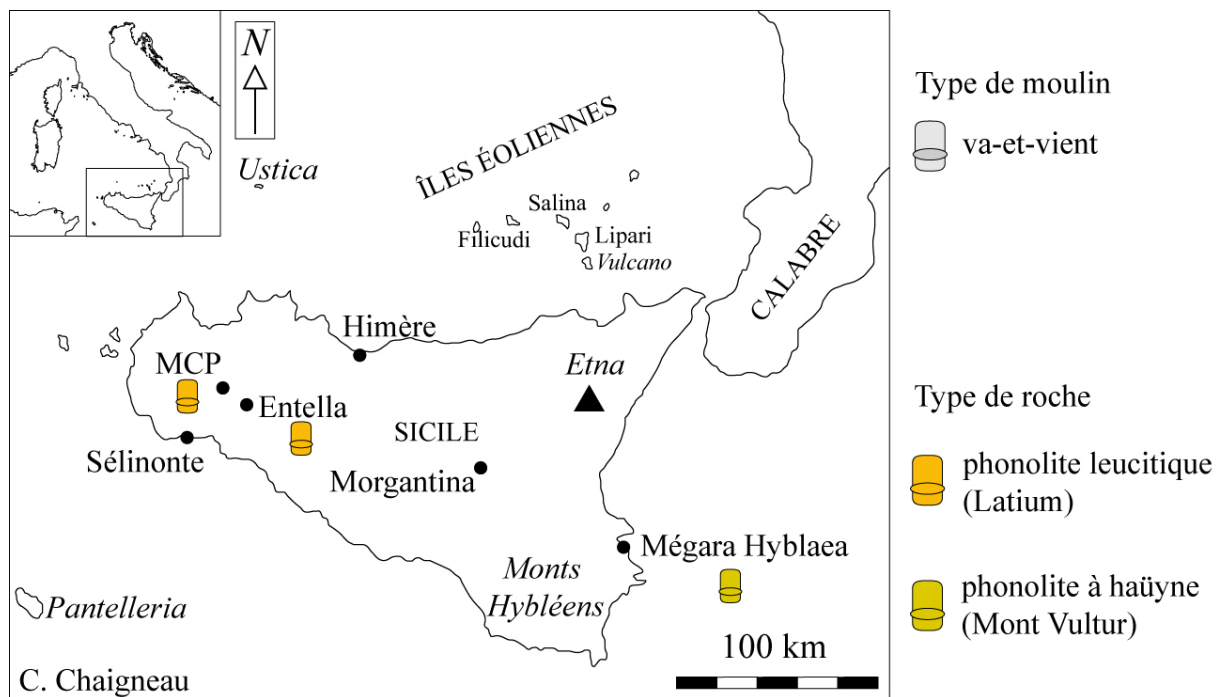 N
Ustica
ÎLES ÉOLIENNES
Salina
Filicudi
Lipari
Vulcano
CALABRE
Himère
MCP
Etna
Entella
SICILE
Sélinonte
Morgantina
Mégara Hyblaea
Monts
Hybléens
Pantelleria
100 km
C. Chaigneau
Type de moulin
va-et-vient
Type de roche
phonolite leucitique
(Latium)
phonolite à haüyne
(Mont Vultur)